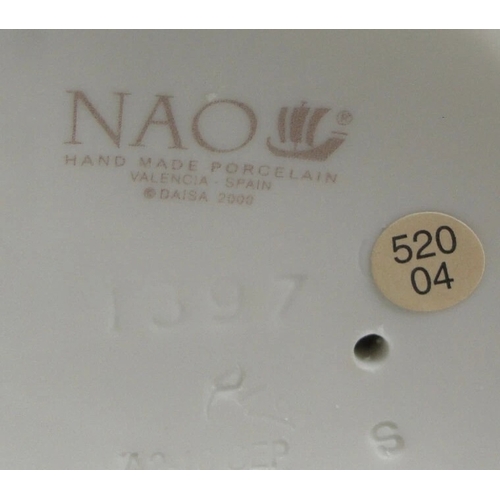 NAO ®
HAND MADE PORCELAIN
VALENCIA - SPAIN
© DAISA 2000
520
04
1397
S